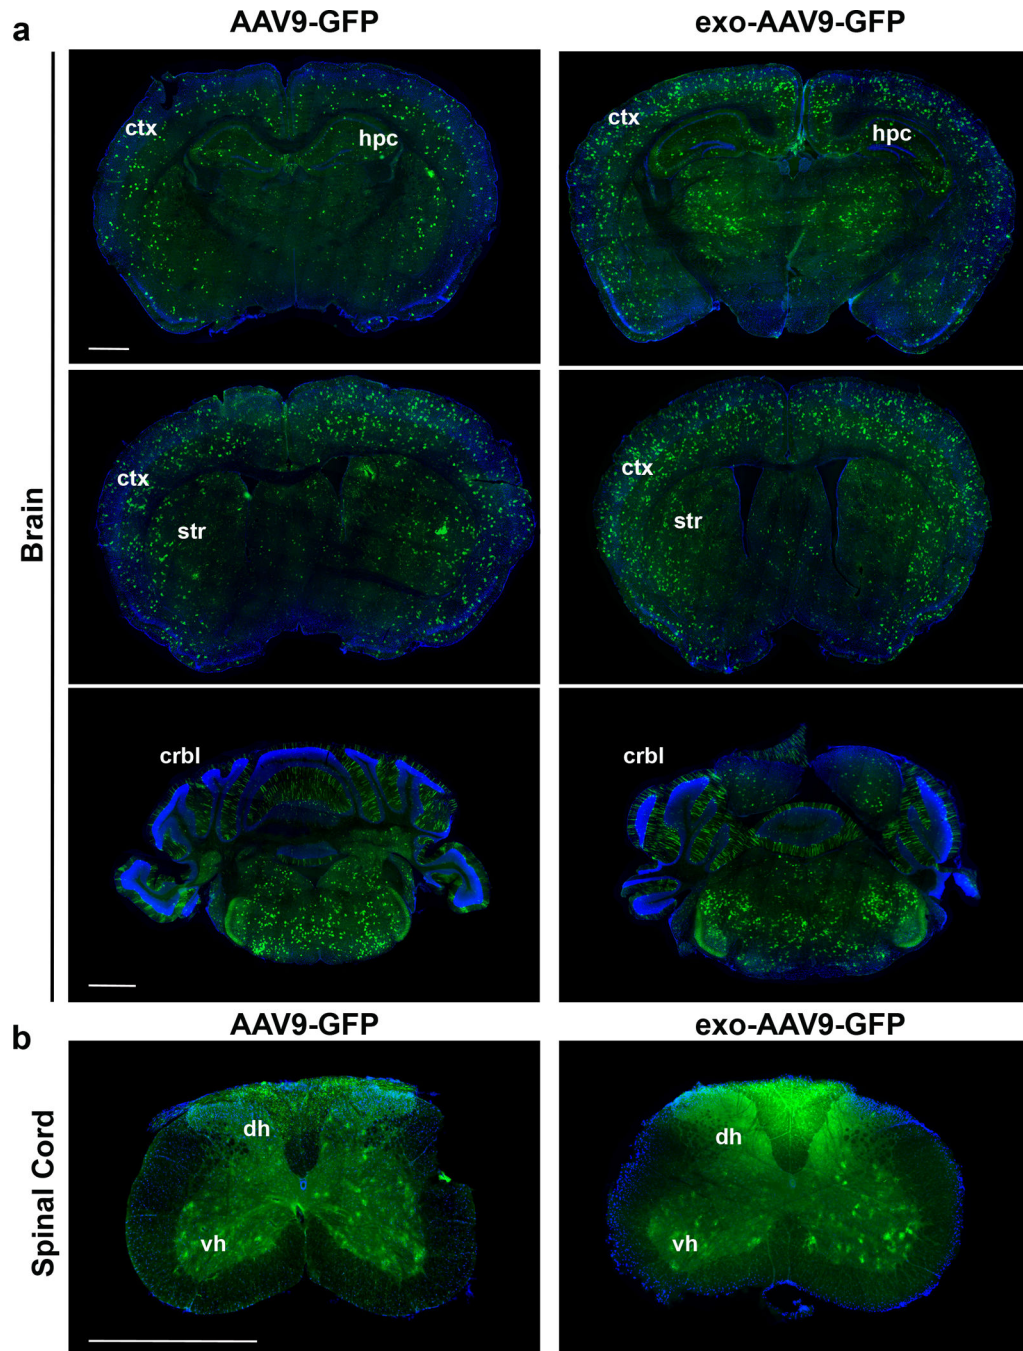 a
AAV9-GFP
exo-AAV9-GFP
Brain
ctx
hpc
ctx
hpc
ctx
str
ctx
str
crbl
crbl
b
AAV9-GFP
exo-AAV9-GFP
Spinal Cord
dh
vh
dh
vh